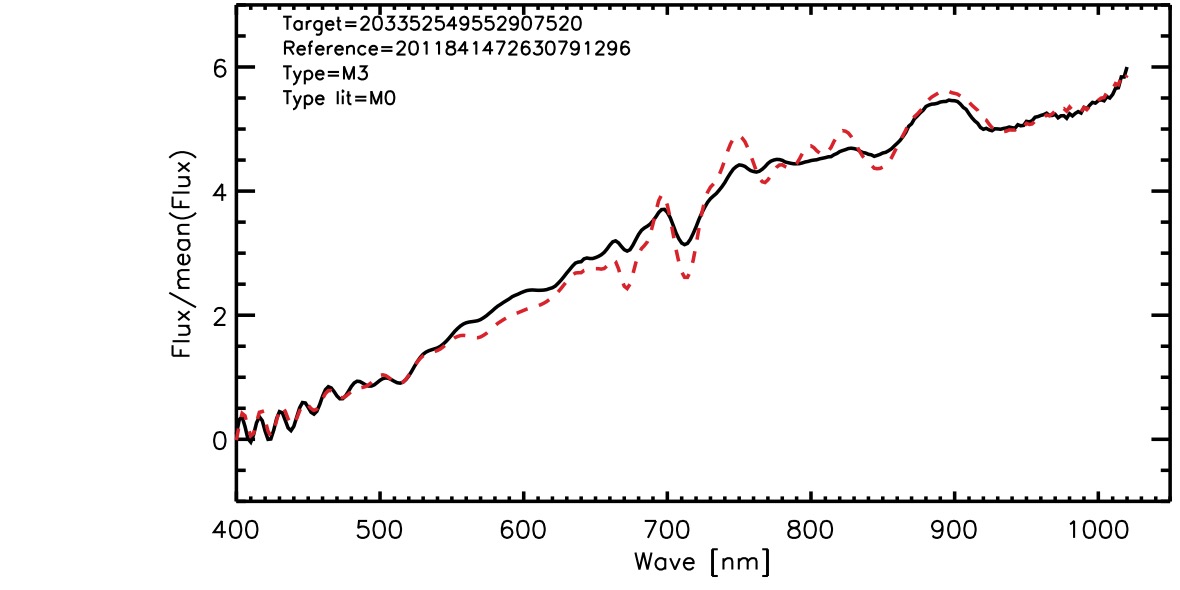 Target=203352549552907520
Reference=2011841472630791296
Type=M3
Type lit=M0
Flux/mean(Flux)
6
4
2
0
400 500 600 700 800 900 1000
Wave [nm]